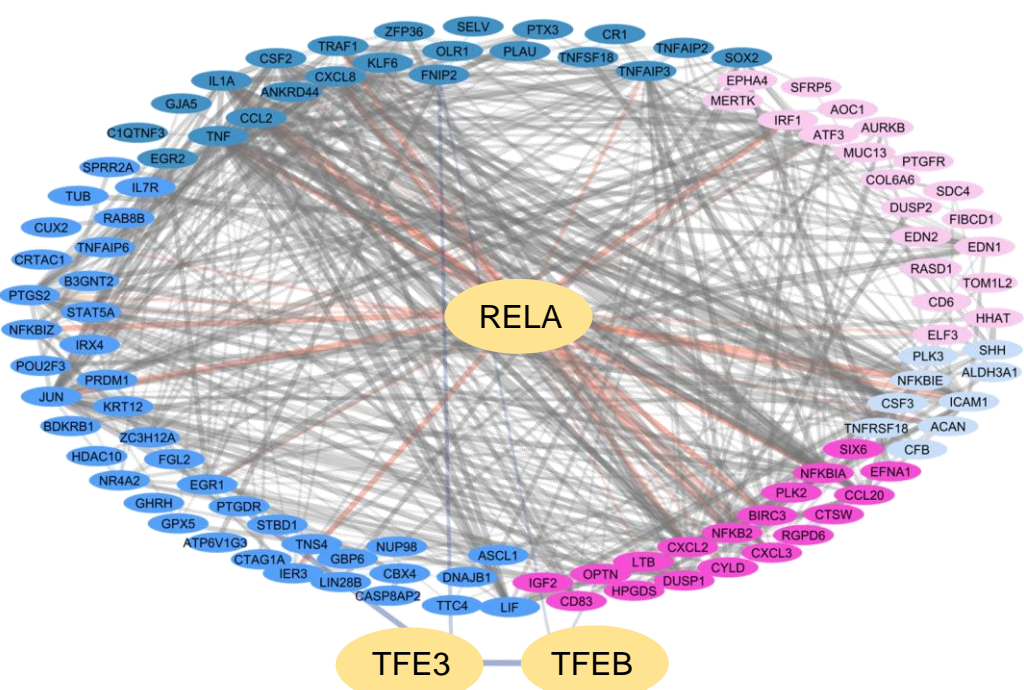 ZFP36
SELV
PTX3
CR1
TRAF1
OLR1
PLAU
TNFAIP2
CSF2
KLF6
TNFSF18
SOX2
CXCL8
FNIP2
TNFAIP3
IL1A
ANKRD44
EPHA4
SFRP5
GJA5
MERTK
AOC1
CCL2
IRF1
C1QTNF3
TNF
ATF3
AURKB
SPRR2A
EGR2
MUC13
PTGFR
TUB
IL7R
COL6A6
SDC4
CUX2
RAB8B
DUSP2
FIBCD1
CRTAC1
TNFAIP6
EDN2
EDN1
PTGS2
B3GNT2
RASD1
TOM1L2
NFKBIZ
STAT5A
RELA
CD6
HHAT
IRX4
ELF3
POU2F3
PLK3
SHH
PRDM1
NFKBIE
ALDH3A1
JUN
KRT12
CSF3
ICAM1
BDKRB1
ZC3H12A
TNFRSF18
ACAN
HDAC10
FGL2
SIX6
CFB
NR4A2
EGR1
NFKBIA
EFNA1
GHRH
PTGDR
PLK2
CCL20
GPX5
STBD1
BIRC3
CTSW
ATP6V1G3
TNS4
NUP98
NFKB2
RGPD6
CTAG1A
GBP6
ASCL1
CXCL2
CXCL3
IER3
LIN28B
CBX4
DNAJB1
IGF2
OPTN
LTB
CYLD
CASP8AP2
TTC4
LIF
CD83
HPGDS
DUSP1
TFE3
TFEB